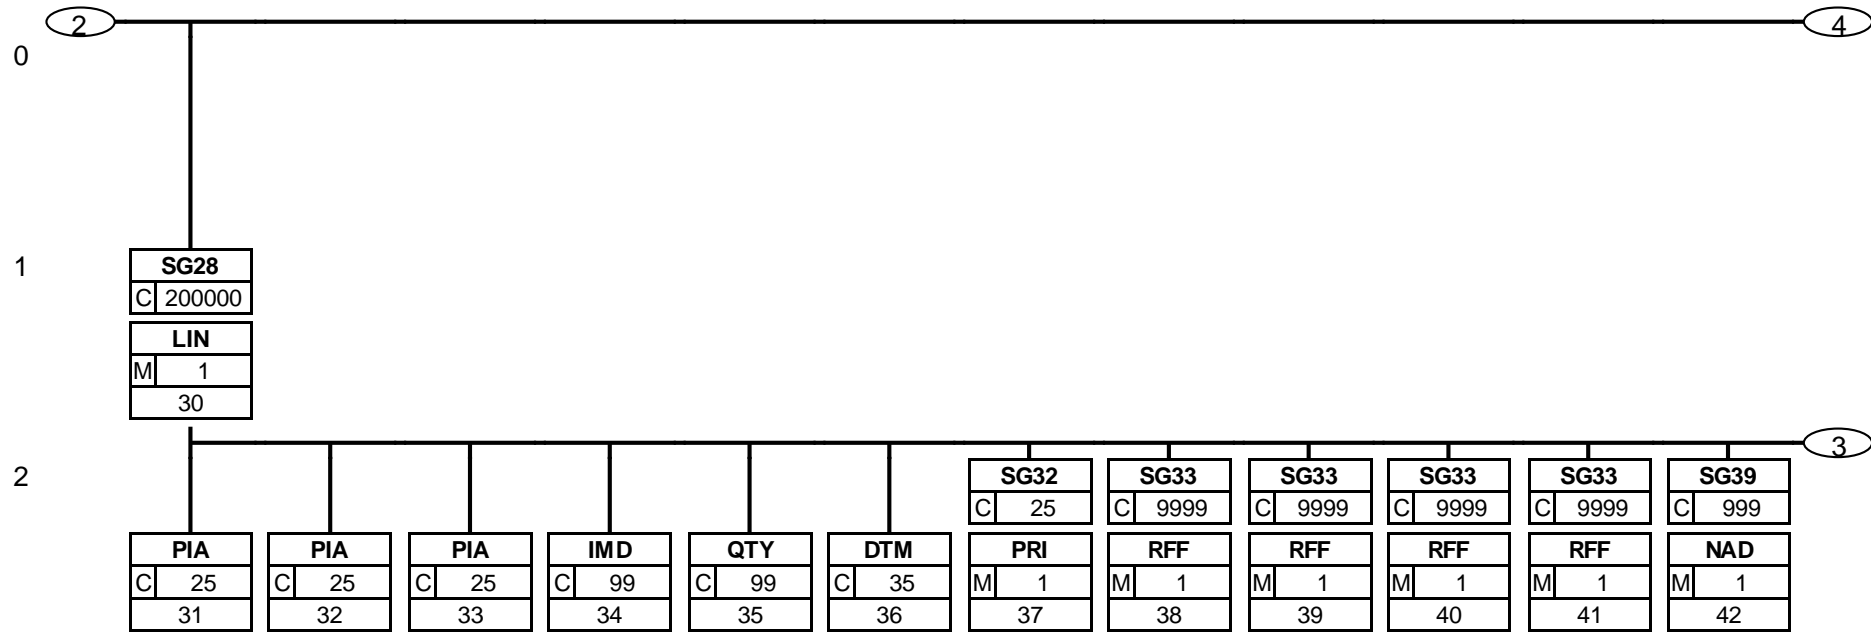 2 4
0
1
SG28
C 200000
LIN
M 1
30
3
2
SG32 SG33 SG33 SG33 SG33 SG39
C 25 C 9999 C 9999 C 9999 C 9999 C 999
PIA PIA PIA IMD QTY DTM PRI RFF RFF RFF RFF NAD
C 25 C 25 C 25 C 99 C 99 C 35 M 1 M 1 M 1 M 1 M 1 M 1
31 32 33 34 35 36 37 38 39 40 41 42